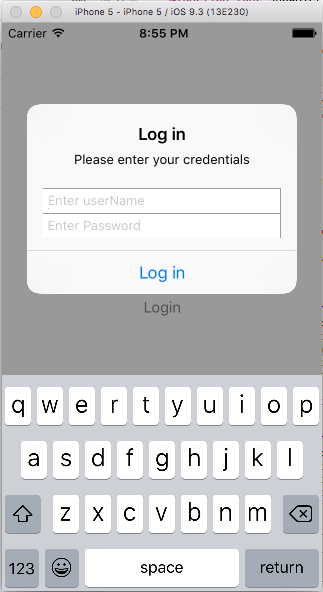 iPhone 5 - iPhone 5 / iOS 9.3 (13E230)
Carrier 8:55 PM
Log in
Please enter your credentials
Enter userName
Enter Password
Log in
Login
q w e r t y u i o p
a s d f g h j k l
z x c v b n m
123 space return